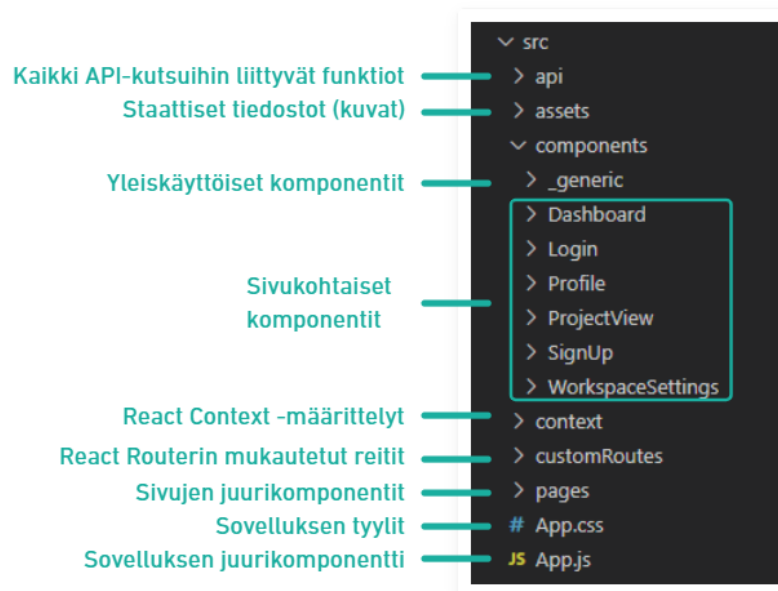 src
Kaikki API-kutsuihin liittyvät funktiot
api
Staattiset tiedostot (kuvat)
assets
components
Yleiskäyttöiset komponentit
_generic
Dashboard
Login
Sivukohtaiset
komponentit
Profile
ProjectView
SignUp
WorkspaceSettings
React Context -määrittelyt
context
React Routerin mukautetut reitit
customRoutes
Sivujen juurikomponentit
pages
Sovelluksen tyylit
# App.css
Sovelluksen juurikomponentti
JS App.js